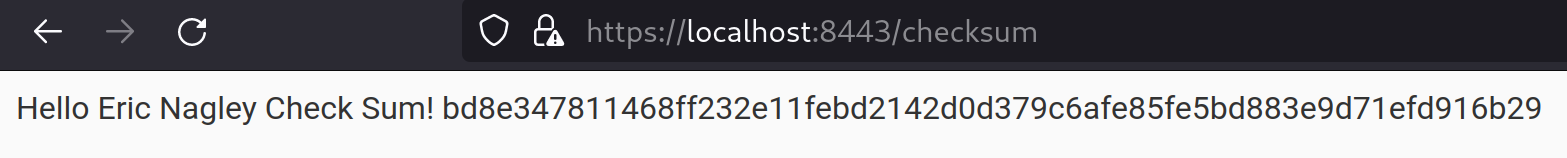 https://localhost:8443/checksum
Hello Eric Nagley Check Sum! bd8e347811468ff232e11febd2142d0d379c6afe85fe5bd883e9d71efd916b29